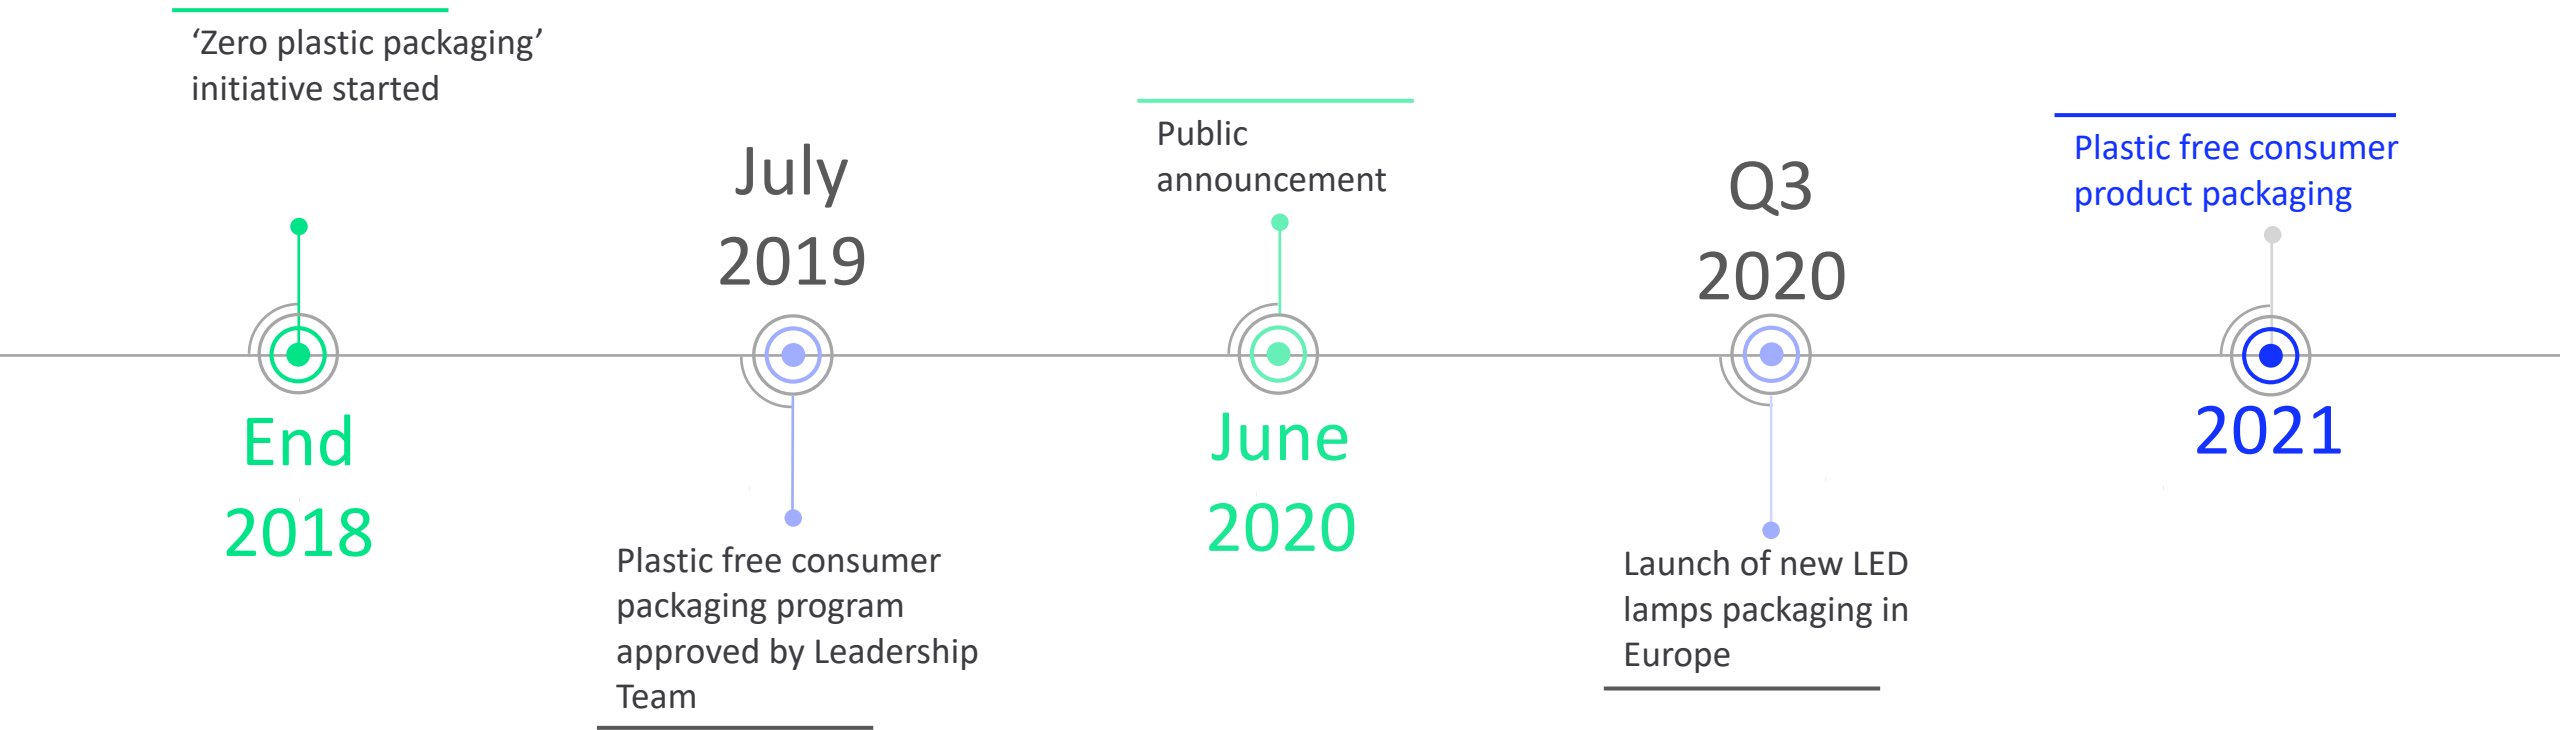 ‘Zero plastic packaging’
initiative started
End
2018
July
2019
Plastic free consumer
packaging program
approved by Leadership
Team
Public
announcement
June
2020
Q3
2020
Launch of new LED
lamps packaging in
Europe
Plastic free consumer
product packaging
2021